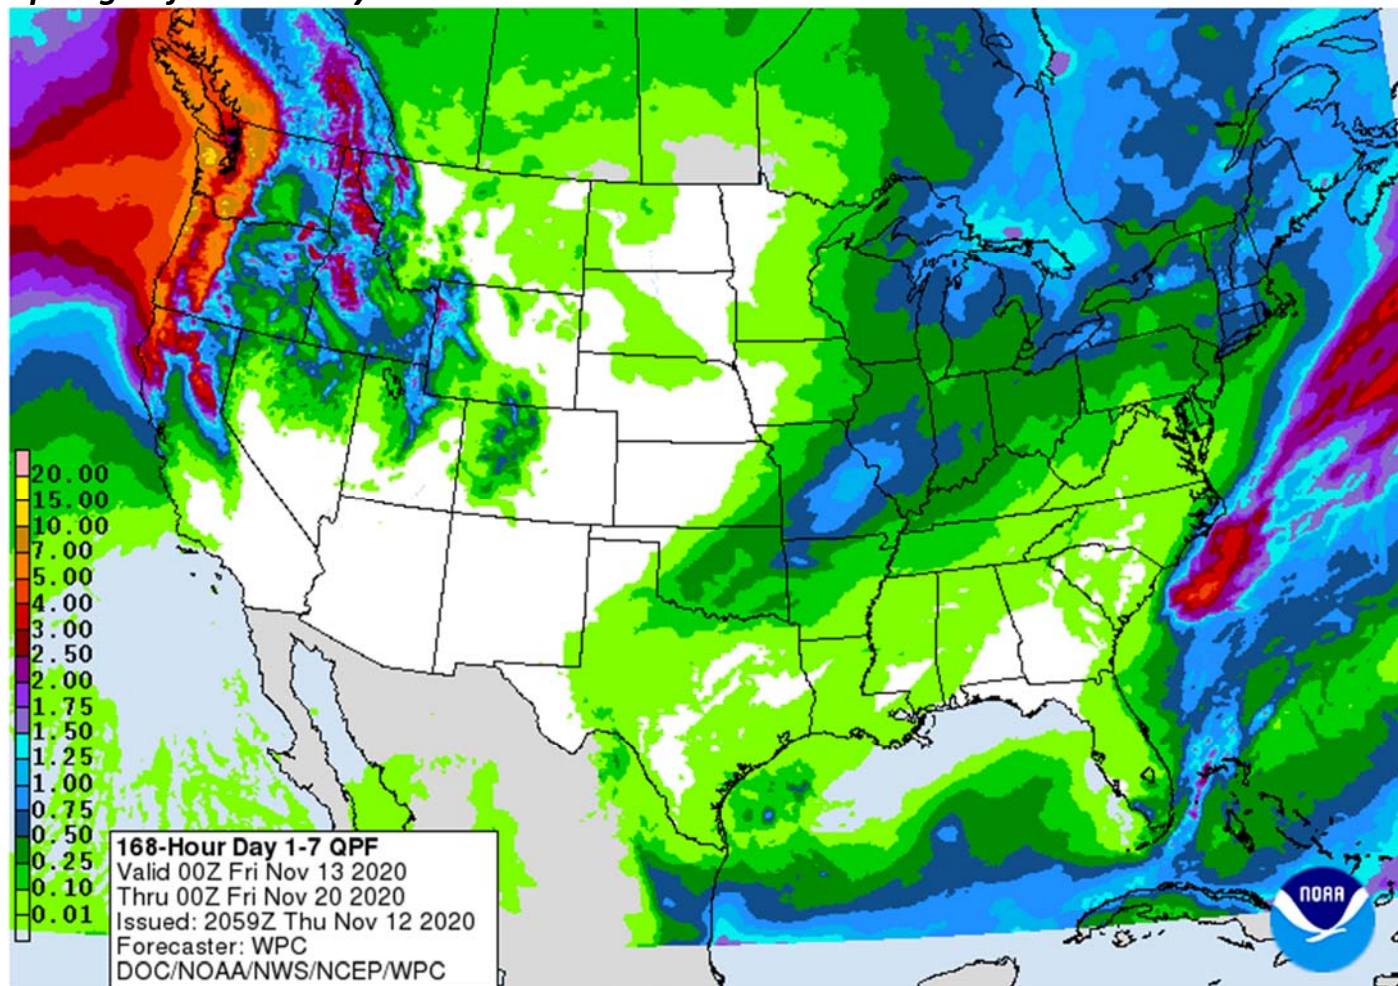 20.00
15.00
10.00
7.00
5.00
4.00
3.00
2.50
2.00
1.75
1.50
1.25
1.00
0.75
0.50
0.25
0.10
0.01
168-Hour Day 1-7 QPF
Valid 00Z Fri Nov 13 2020
Thru 00Z Fri Nov 20 2020
Issued: 2059Z Thu Nov 12 2020
Forecaster: WPC
DOC/NOAA/NWS/NCEP/WPC
NOAA